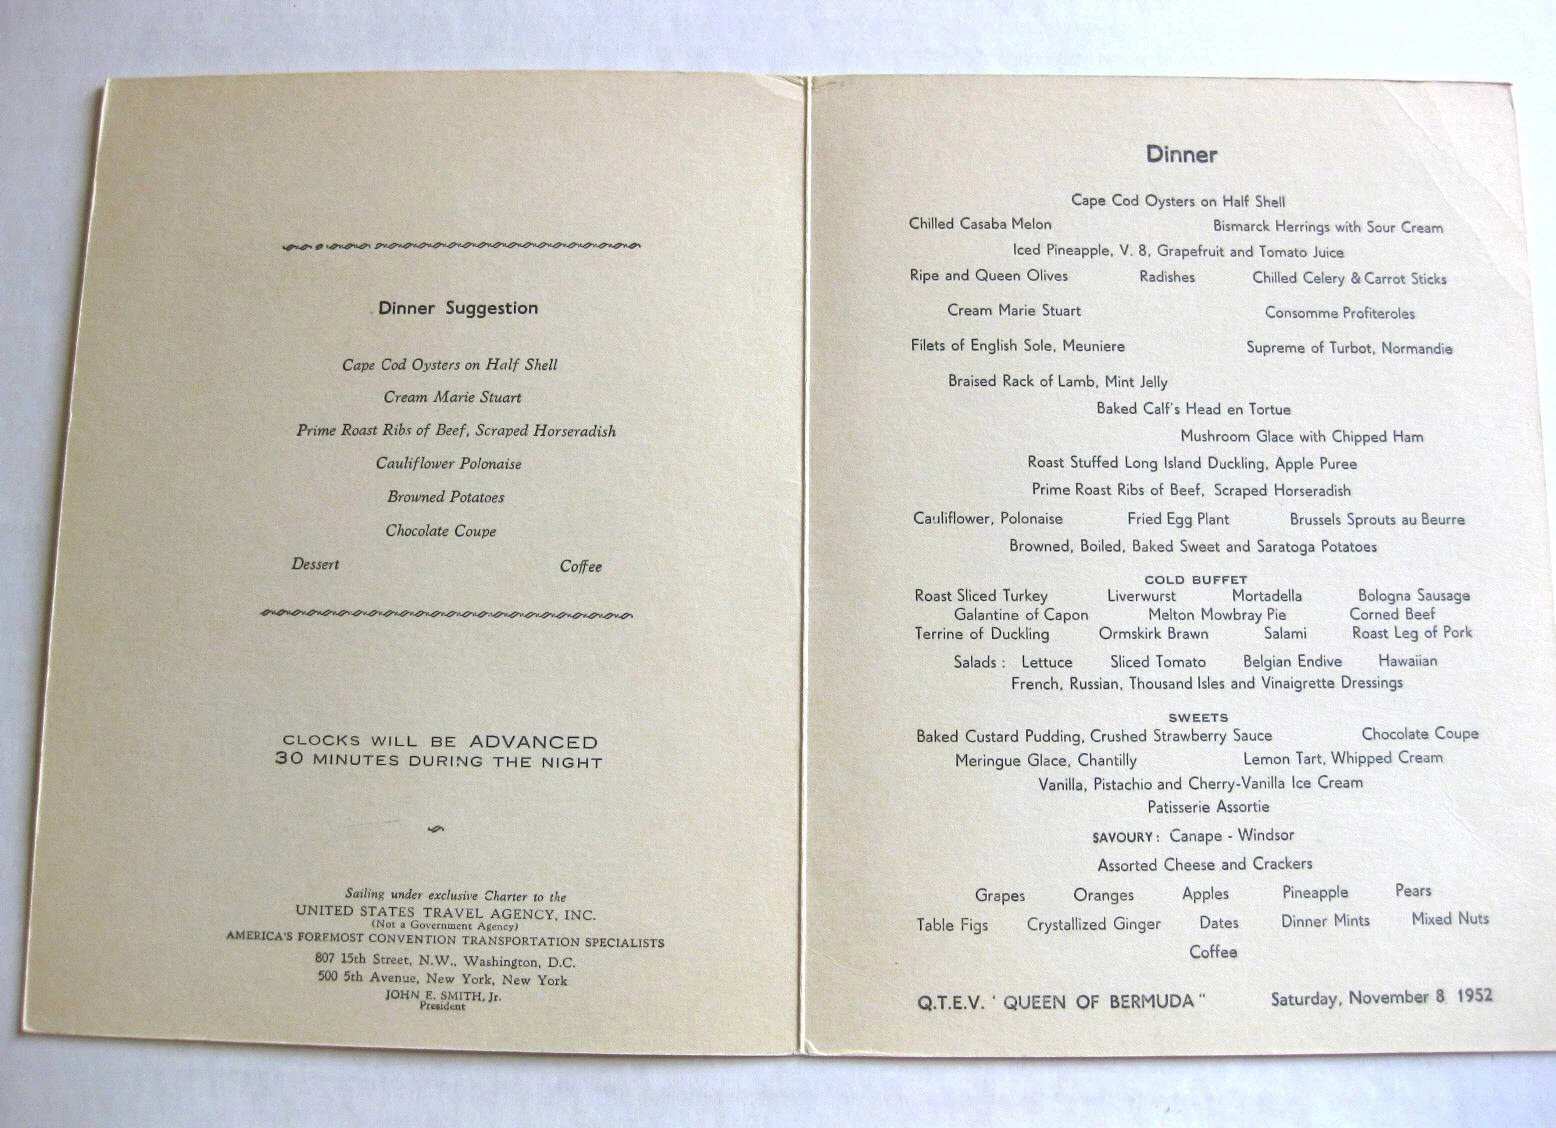 Dinner Suggestion
Cape Cod Oysters on Half Shell
Cream Marie Stuart
Prime Roast Ribs of Beef, Scraped Horseradish
Cauliflower Polonaise
Browned Potatoes
Chocolate Coupe
Dessert Coffee
CLOCKS WILL BE ADVANCED
30 MINUTES DURING THE NIGHT
Sailing under exclusive Charter to the
UNITED STATES TRAVEL AGENCY, INC.
(Not a Government Agency)
AMERICA'S FOREMOST CONVENTION TRANSPORTATION SPECIALISTS
807 15th Street, N.W., Washington, D.C.
500 5th Avenue, New York, New York
JOHN E. SMITH, Jr.
President
Dinner
Cape Cod Oysters on Half Shell
Chilled Casaba Melon Bismarck Herrings with Sour Cream
Iced Pineapple, V. 8, Grapefruit and Tomato Juice
Ripe and Queen Olives Radishes Chilled Celery & Carrot Sticks
Cream Marie Stuart Consomme Profiteroles
Filets of English Sole, Meuniere Supreme of Turbot, Normandie
Braised Rack of Lamb, Mint Jelly
Baked Calf's Head en Tortue
Mushroom Glace with Chipped Ham
Roast Stuffed Long Island Duckling, Apple Puree
Prime Roast Ribs of Beef, Scraped Horseradish
Cauliflower, Polonaise Fried Egg Plant Brussels Sprouts au Beurre
Browned, Boiled, Baked Sweet and Saratoga Potatoes
COLD BUFFET
Roast Sliced Turkey Liverwurst Mortadella Bologna Sausage
Galantine of Capon Melton Mowbray Pie Corned Beef
Terrine of Duckling Ormskirk Brawn Salami Roast Leg of Pork
Salads : Lettuce Sliced Tomato Belgian Endive Hawaiian
French, Russian, Thousand Isles and Vinaigrette Dressings
SWEETS
Baked Custard Pudding, Crushed Strawberry Sauce Chocolate Coupe
Meringue Glace, Chantilly Lemon Tart, Whipped Cream
Vanilla, Pistachio and Cherry-Vanilla Ice Cream
Patisserie Assortie
SAVOURY : Canape - Windsor
Assorted Cheese and Crackers
Grapes Oranges Apples Pineapple Pears
Table Figs Crystallized Ginger Dates Dinner Mints Mixed Nuts
Coffee
Q.T.E.V. ' QUEEN OF BERMUDA " Saturday, November 8 1952